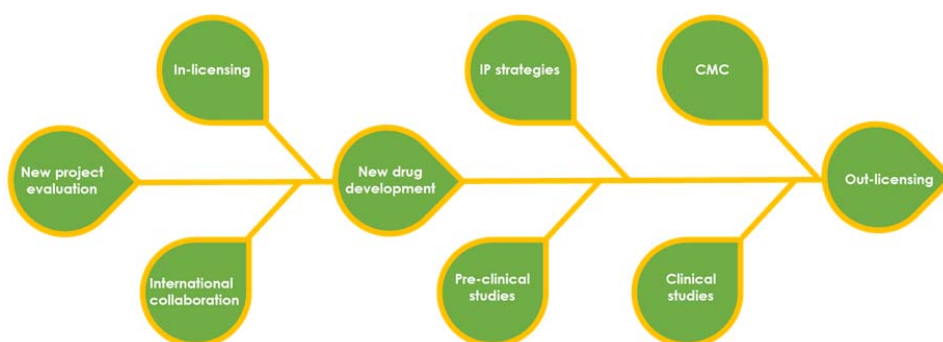 In-licensing
IP strategies
CMC
New project
evaluation
New drug
development
Out-licensing
International
collaboration
Pre-clinical
studies
Clinical
studies